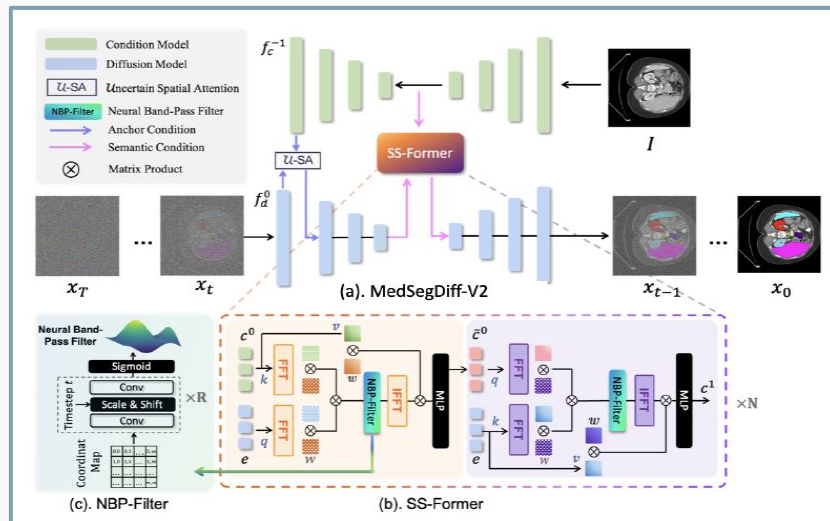 Condition Model
Diffusion Model
𝒰-SA Uncertain Spatial Attention
NBP-Filter Neural Band-Pass Filter
Anchor Condition
Semantic Condition
⊗ Matrix Product
f_c^{-1}
I
SS-Former
𝒰-SA
f_d^0
...
...
x_T
x_t
(a). MedSegDiff-V2
x_{t-1}
x_0
Neural Band-Pass
Filter
Sigmoid
Conv
Scale & Shift
Conv
Timestep t
×R
Coordinat
Map
(c). NBP-Filter
c^0
v
k
FFT
w
NBP-Filter
IFFT
MLP
q
FFT
w
e
c̃^0
q
FFT
NBP-Filter
IFFT
MLP
c^1
k
FFT
w
w
v
e
×N
(b). SS-Former